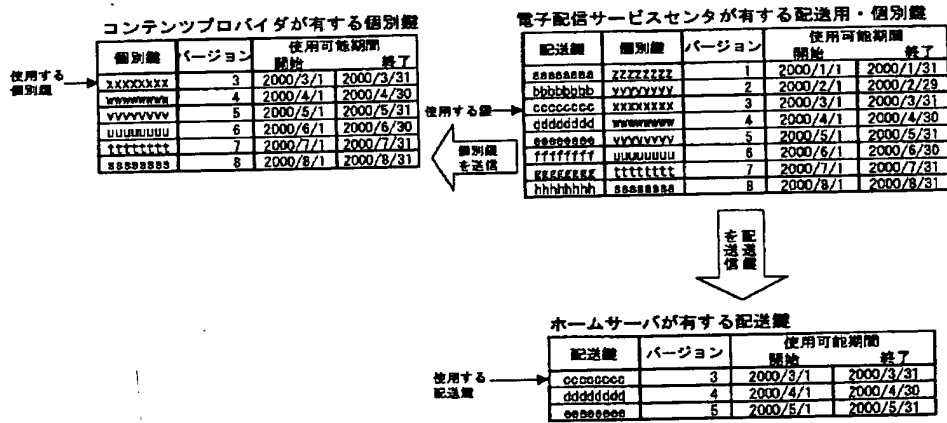 コンテンツプロバイダが有する個別鍵
個別鍵 バージョン 使用可能期間
開始 終了
使用する
個別鍵
xxxxxxxx 3 2000/3/1 2000/3/31
wwwwwwww 4 2000/4/1 2000/4/30
vvvvvvvv 5 2000/5/1 2000/5/31
uuuuuuuu 6 2000/6/1 2000/6/30
tttttttt 7 2000/7/1 2000/7/31
ssssssss 8 2000/8/1 2000/8/31
電子配信サービスセンタが有する配送用・個別鍵
配送鍵 個別鍵 バージョン 使用可能期間
開始 終了
使用する鍵
aaaaaaaa zzzzzzzz 1 2000/1/1 2000/1/31
bbbbbbbb yyyyyyyy 2 2000/2/1 2000/2/29
cccccccc xxxxxxxx 3 2000/3/1 2000/3/31
dddddddd wwwwwwww 4 2000/4/1 2000/4/30
eeeeeeee vvvvvvvv 5 2000/5/1 2000/5/31
ffffffff uuuuuuuu 6 2000/6/1 2000/6/30
gggggggg tttttttt 7 2000/7/1 2000/7/31
hhhhhhhh ssssssss 8 2000/8/1 2000/8/31
個別鍵
を送信
配送鍵
を送信
ホームサーバが有する配送鍵
配送鍵 バージョン 使用可能期間
開始 終了
使用する
配送鍵
cccccccc 3 2000/3/1 2000/3/31
dddddddd 4 2000/4/1 2000/4/30
eeeeeeee 5 2000/5/1 2000/5/31